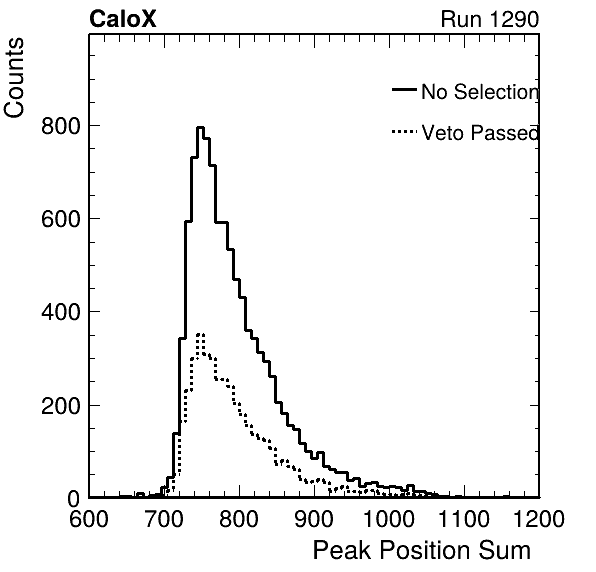 CaloX Run 1290
Counts
No Selection
Veto Passed
800
600
400
200
0
600 700 800 900 1000 1100 1200
Peak Position Sum